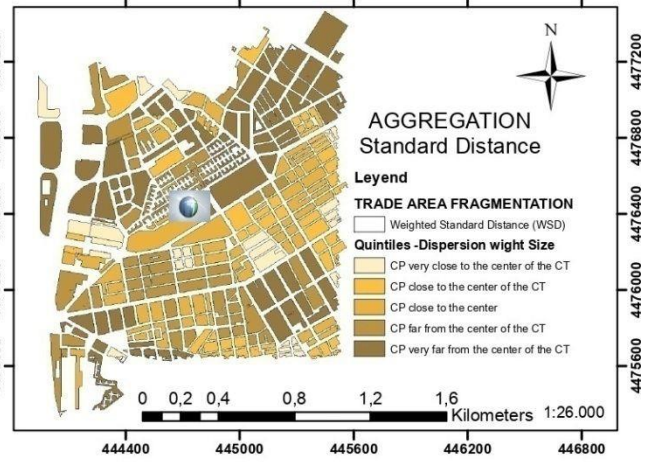 N
AGGREGATION
Standard Distance
Leyend
TRADE AREA FRAGMENTATION
Weighted Standard Distance (WSD)
Quintiles -Dispersion wight Size
CP very close to the center of the CT
CP close to the center of the CT
CP close to the center
CP far from the center of the CT
CP very far from the center of the CT
0 0,2 0,4 0,8 1,2 1,6
Kilometers 1:26.000
444400 445000 445600 446200 446800
4477200
4476800
4476400
4476000
4475600